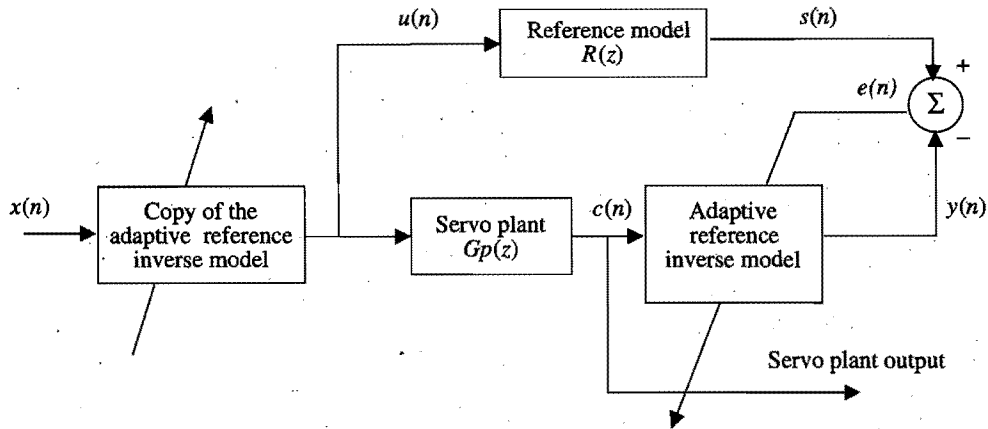 u(n)
Reference model
R(z)
s(n)
+
e(n)
Σ
−
x(n)
Copy of the
adaptive reference
inverse model
Servo plant
Gp(z)
c(n)
Adaptive
reference
inverse model
y(n)
Servo plant output